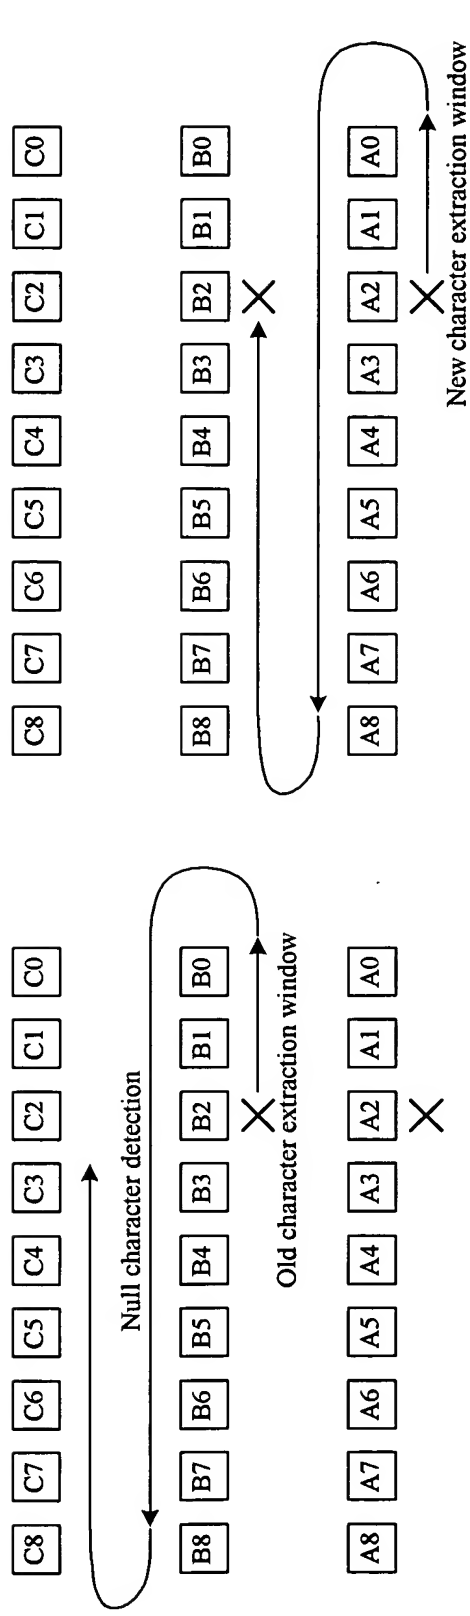 C8 C7 C6 C5 C4 C3 C2 C1 C0 C8 C7 C6 C5 C4 C3 C2 C1 C0
Null character detection
B8 B7 B6 B5 B4 B3 B2 B1 B0 B8 B7 B6 B5 B4 B3 B2 B1 B0
Old character extraction window
A8 A7 A6 A5 A4 A3 A2 A1 A0 A8 A7 A6 A5 A4 A3 A2 A1 A0
New character extraction window